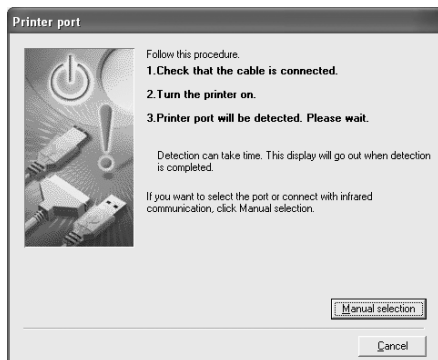 Printer port
Follow this procedure.
1.Check that the cable is connected.
2.Turn the printer on.
3.Printer port will be detected. Please wait.
Detection can take time. This display will go out when detection
is completed.
If you want to select the port or connect with infrared
communication, click Manual selection.
Manual selection
Cancel